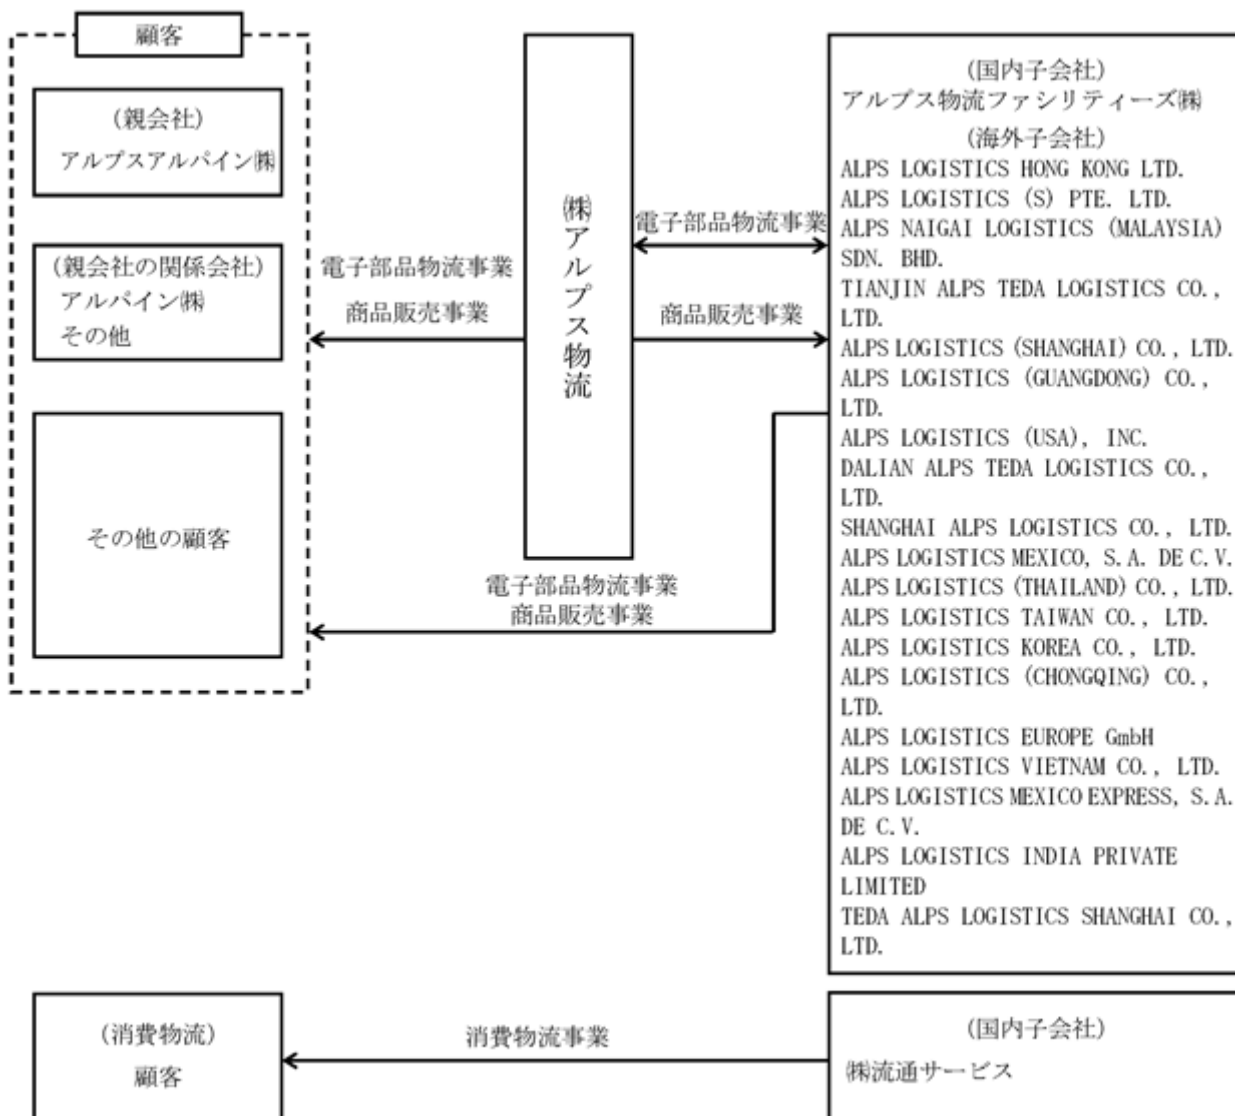 顧客
(親会社)
アルプスアルパイン㈱
(親会社の関係会社)
アルパイン㈱
その他
その他の顧客
電子部品物流事業
商品販売事業
㈱アルプス物流
電子部品物流事業
商品販売事業
電子部品物流事業
商品販売事業
(国内子会社)
アルプス物流ファシリティーズ㈱
(海外子会社)
ALPS LOGISTICS HONG KONG LTD.
ALPS LOGISTICS (S) PTE. LTD.
ALPS NAIGAI LOGISTICS (MALAYSIA)
SDN. BHD.
TIANJIN ALPS TEDA LOGISTICS CO.,
LTD.
ALPS LOGISTICS (SHANGHAI) CO., LTD.
ALPS LOGISTICS (GUANGDONG) CO.,
LTD.
ALPS LOGISTICS (USA), INC.
DALIAN ALPS TEDA LOGISTICS CO.,
LTD.
SHANGHAI ALPS LOGISTICS CO., LTD.
ALPS LOGISTICS MEXICO, S.A. DE C.V.
ALPS LOGISTICS (THAILAND) CO., LTD.
ALPS LOGISTICS TAIWAN CO., LTD.
ALPS LOGISTICS KOREA CO., LTD.
ALPS LOGISTICS (CHONGQING) CO.,
LTD.
ALPS LOGISTICS EUROPE GmbH
ALPS LOGISTICS VIETNAM CO., LTD.
ALPS LOGISTICS MEXICO EXPRESS, S.A.
DE C.V.
ALPS LOGISTICS INDIA PRIVATE
LIMITED
TEDA ALPS LOGISTICS SHANGHAI CO.,
LTD.
(消費物流)
顧客
消費物流事業
(国内子会社)
㈱流通サービス